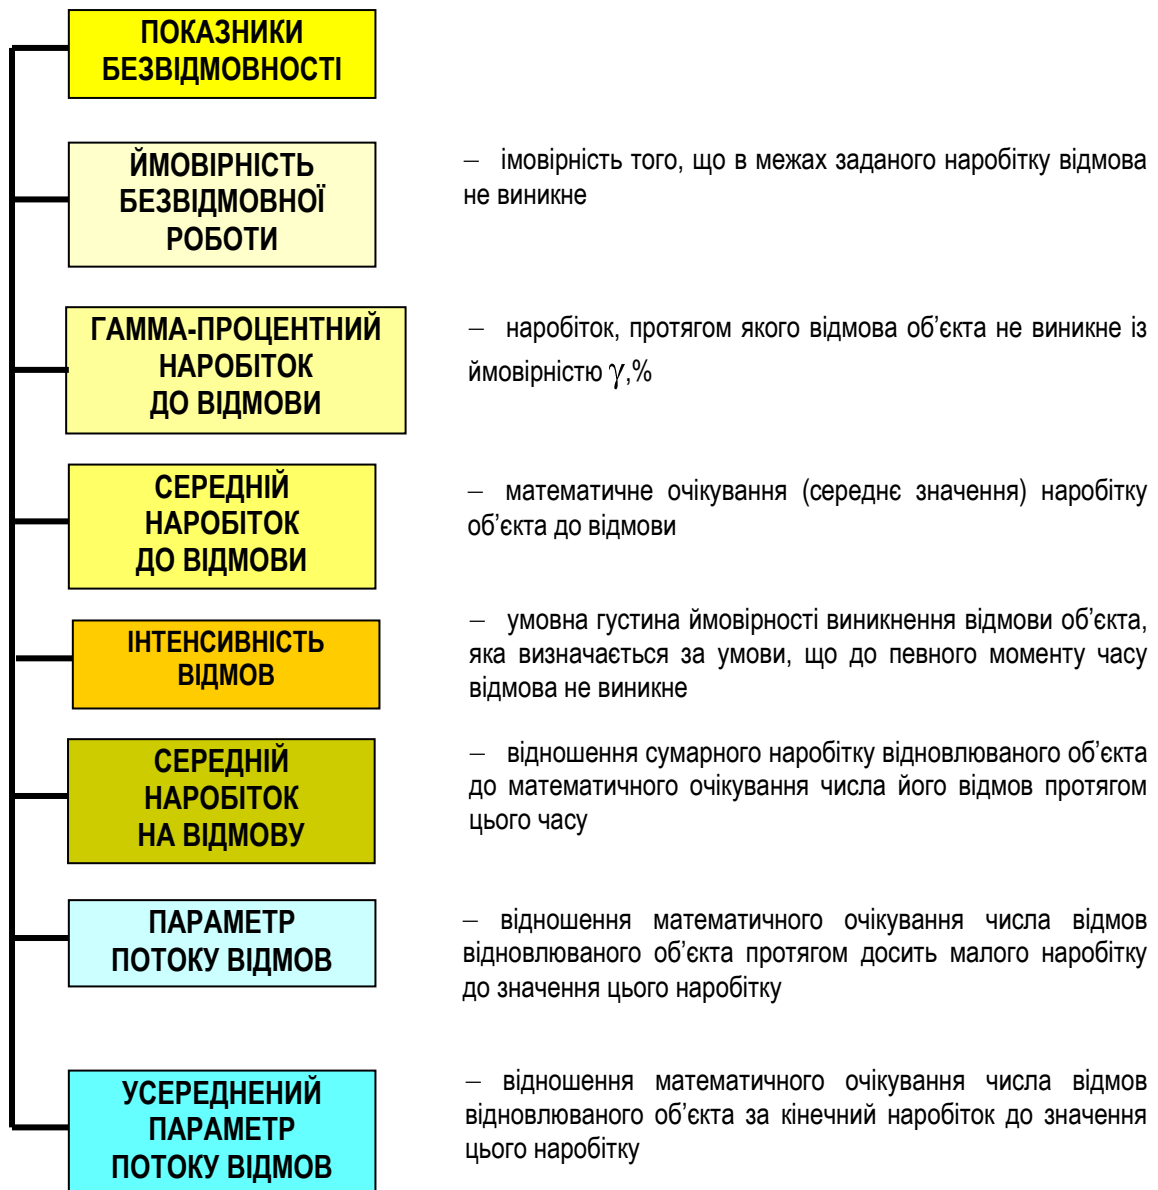 ПОКАЗНИКИ
БЕЗВІДМОВНОСТІ
ЙМОВІРНІСТЬ
БЕЗВІДМОВНОЇ
РОБОТИ
– імовірність того, що в межах заданого наробітку відмова
не виникне
ГАММА-ПРОЦЕНТНИЙ
НАРОБІТОК
ДО ВІДМОВИ
– наробіток, протягом якого відмова об’єкта не виникне із
ймовірністю γ,%
СЕРЕДНІЙ
НАРОБІТОК
ДО ВІДМОВИ
– математичне очікування (середнє значення) наробітку
об’єкта до відмови
ІНТЕНСИВНІСТЬ
ВІДМОВ
– умовна густина ймовірності виникнення відмови об’єкта,
яка визначається за умови, що до певного моменту часу
відмова не виникне
СЕРЕДНІЙ
НАРОБІТОК
НА ВІДМОВУ
– відношення сумарного наробітку відновлюваного об’єкта
до математичного очікування числа його відмов протягом
цього часу
ПАРАМЕТР
ПОТОКУ ВІДМОВ
– відношення математичного очікування числа відмов
відновлюваного об’єкта протягом досить малого наробітку
до значення цього наробітку
УСЕРЕДНЕНИЙ
ПАРАМЕТР
ПОТОКУ ВІДМОВ
– відношення математичного очікування числа відмов
відновлюваного об’єкта за кінечний наробіток до значення
цього наробітку